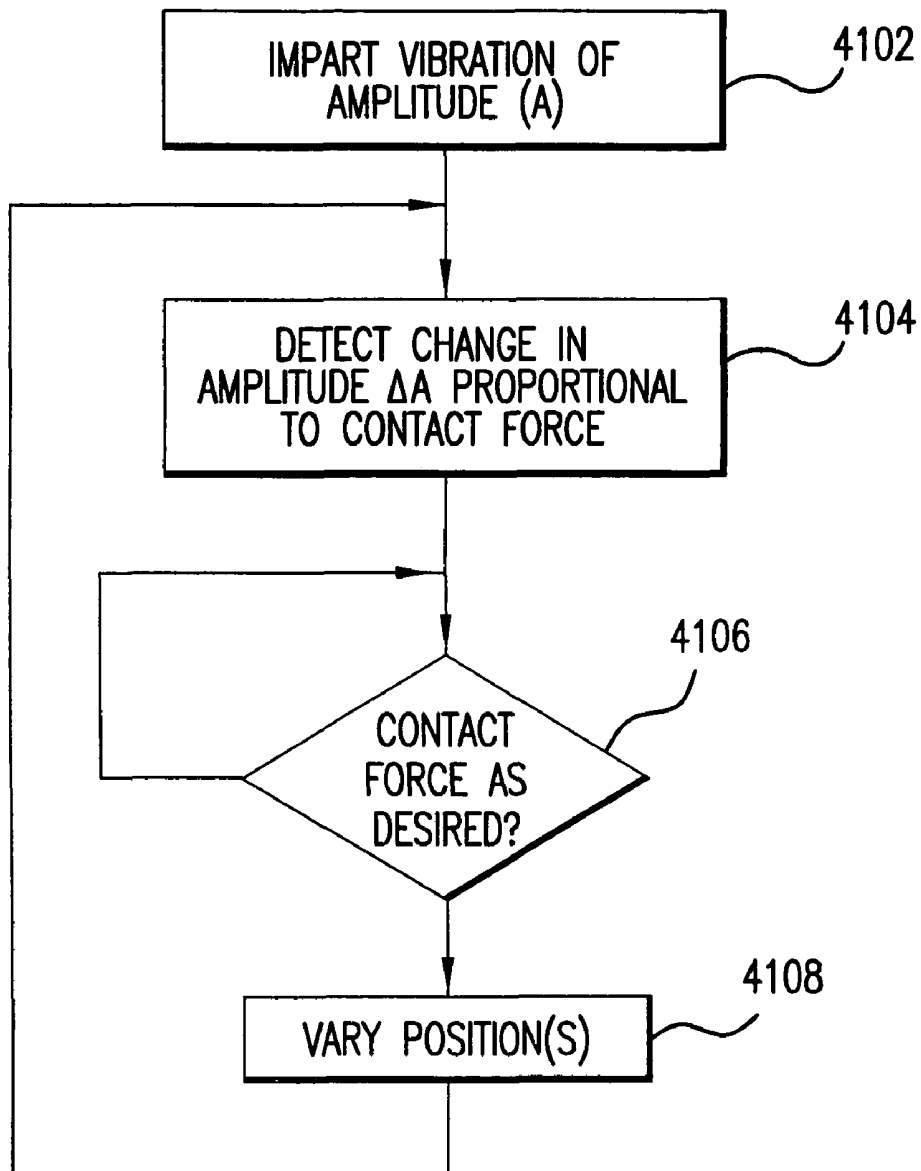 IMPART VIBRATION OF
AMPLITUDE (A)
4102
DETECT CHANGE IN
AMPLITUDE ΔA PROPORTIONAL
TO CONTACT FORCE
4104
CONTACT
FORCE AS
DESIRED?
4106
VARY POSITION(S)
4108